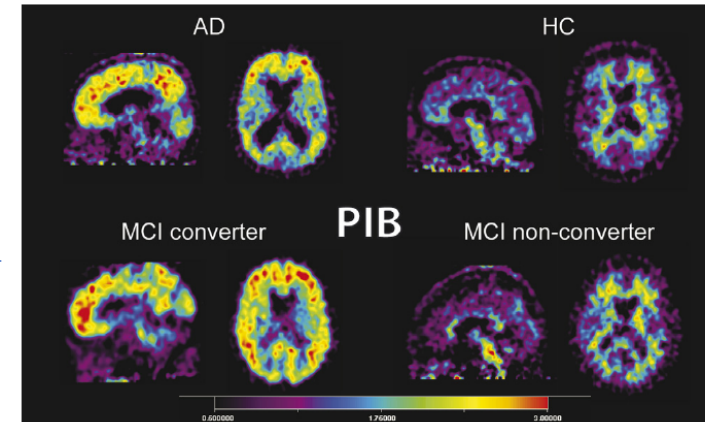 AD
HC
PIB
MCI converter
MCI non-converter
0.600000
1.76000
3.00000